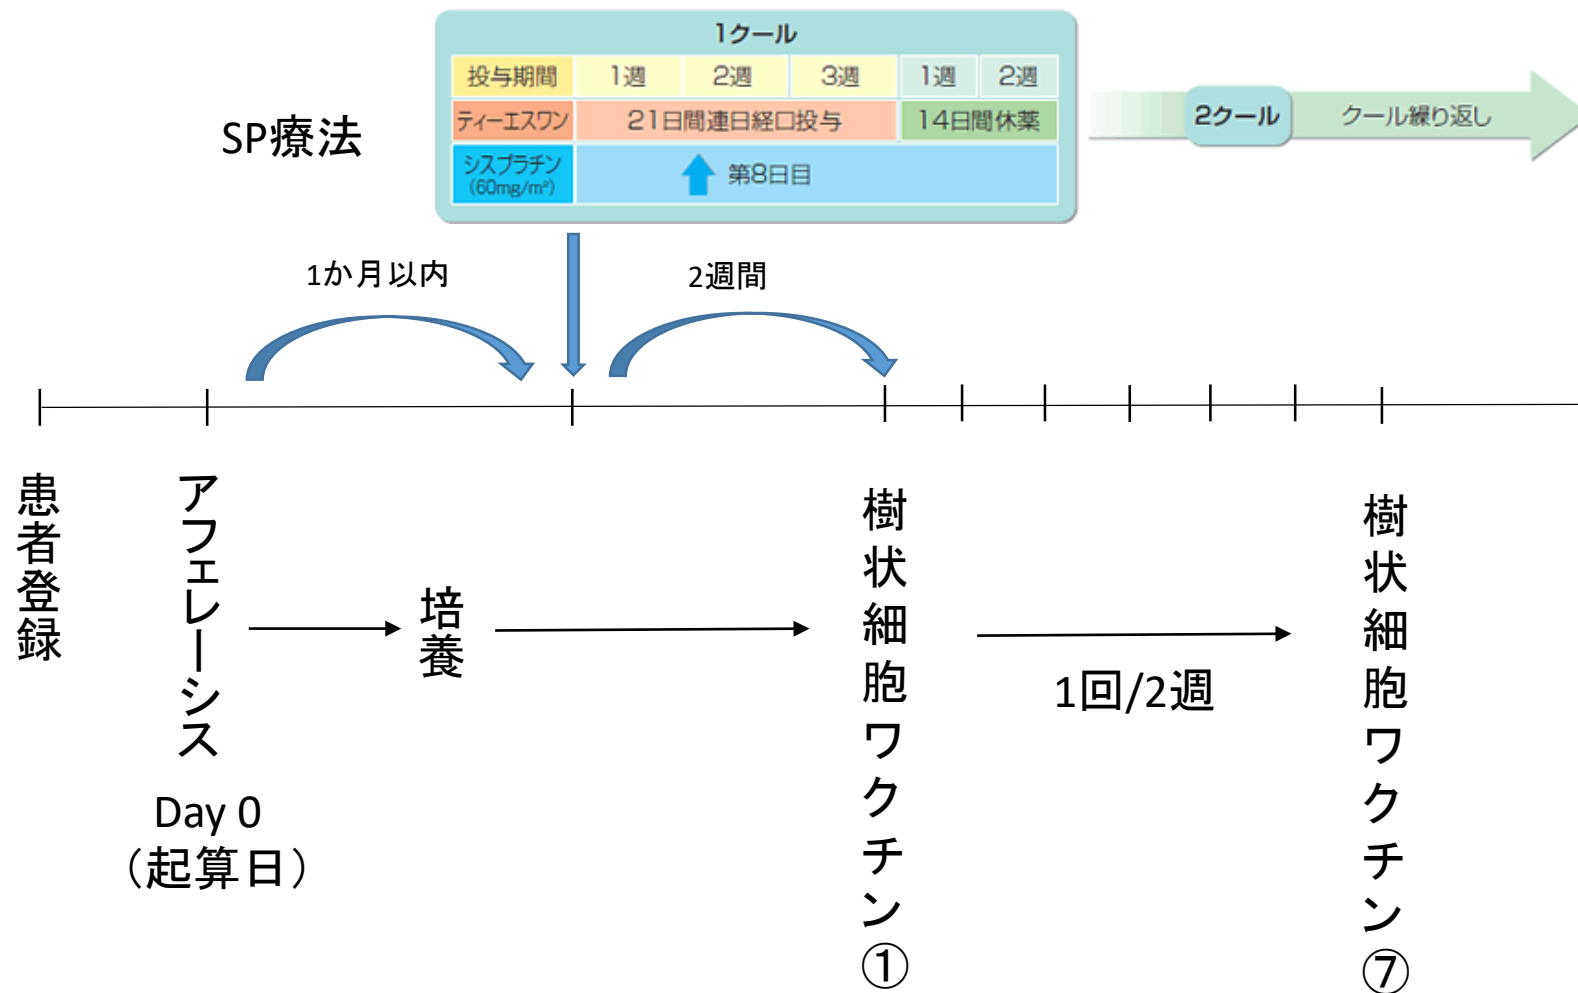 1クール
投与期間 1週 2週 3週 1週 2週
ティーエスワン 21日間連日経口投与 14日間休薬
シスプラチン
(60mg/m²)
第8日目
2クール クール繰り返し
SP療法
1か月以内
2週間
患者登録
アフェレーシス
Day 0
（起算日）
培養
樹状細胞ワクチン①
1回/2週
樹状細胞ワクチン⑦